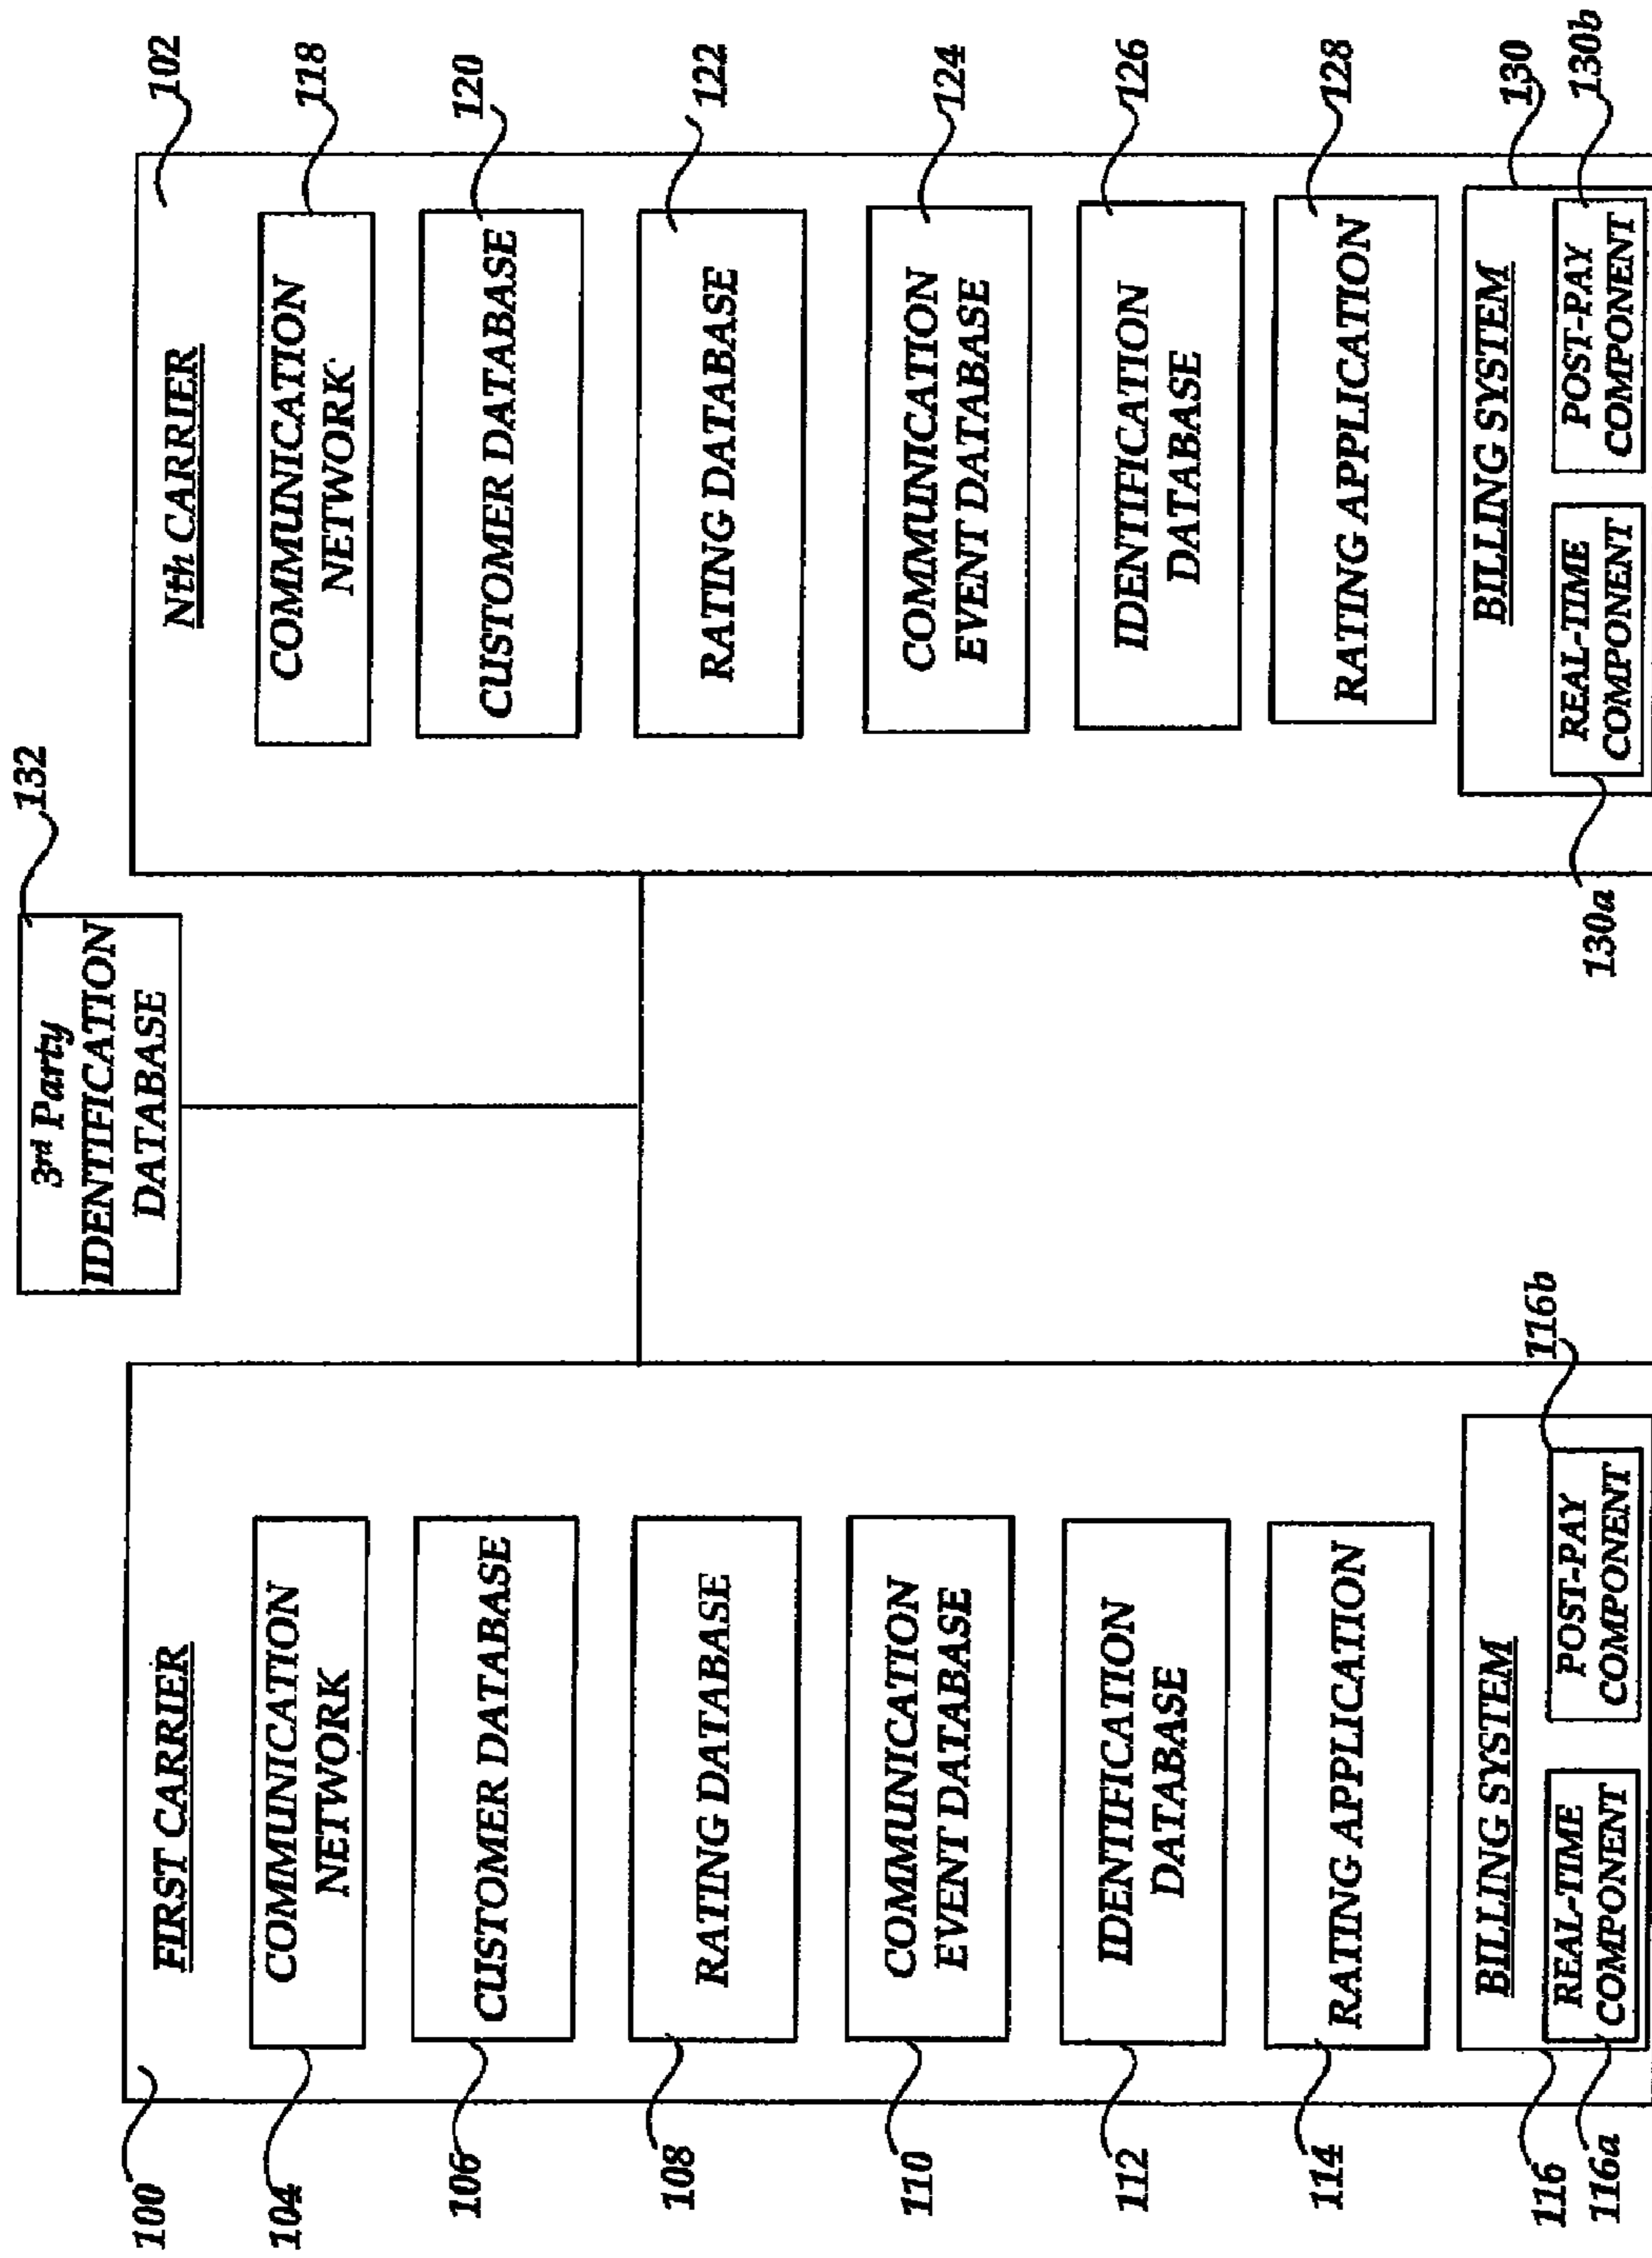 132
3rd Party
IDENTIFICATION
DATABASE
100
FIRST CARRIER
104
COMMUNICATION
NETWORK
106
CUSTOMER DATABASE
108
RATING DATABASE
110
COMMUNICATION
EVENT DATABASE
112
IDENTIFICATION
DATABASE
114
RATING APPLICATION
116
BILLING SYSTEM
116a
REAL-TIME
COMPONENT
116b
POST-PAY
COMPONENT
102
Nth CARRIER
118
COMMUNICATION
NETWORK
120
CUSTOMER DATABASE
122
RATING DATABASE
124
COMMUNICATION
EVENT DATABASE
126
IDENTIFICATION
DATABASE
128
RATING APPLICATION
130
BILLING SYSTEM
130a
REAL-TIME
COMPONENT
130b
POST-PAY
COMPONENT